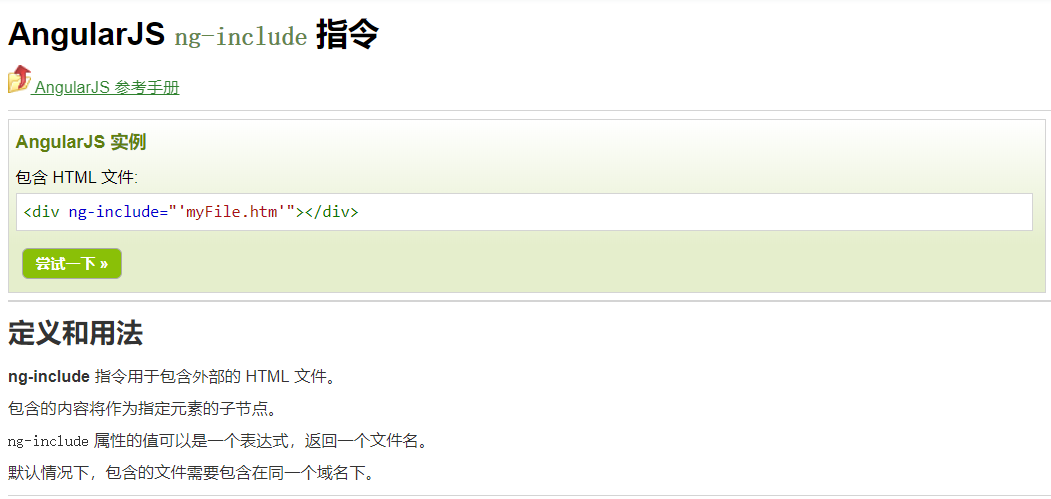 AngularJS ng-include 指令
AngularJS 参考手册
AngularJS 实例
包含 HTML 文件:
<div ng-include="'myFile.htm'"></div>
尝试一下 »
定义和用法
ng-include 指令用于包含外部的 HTML 文件。
包含的内容将作为指定元素的子节点。
ng-include 属性的值可以是一个表达式，返回一个文件名。
默认情况下，包含的文件需要包含在同一个域名下。